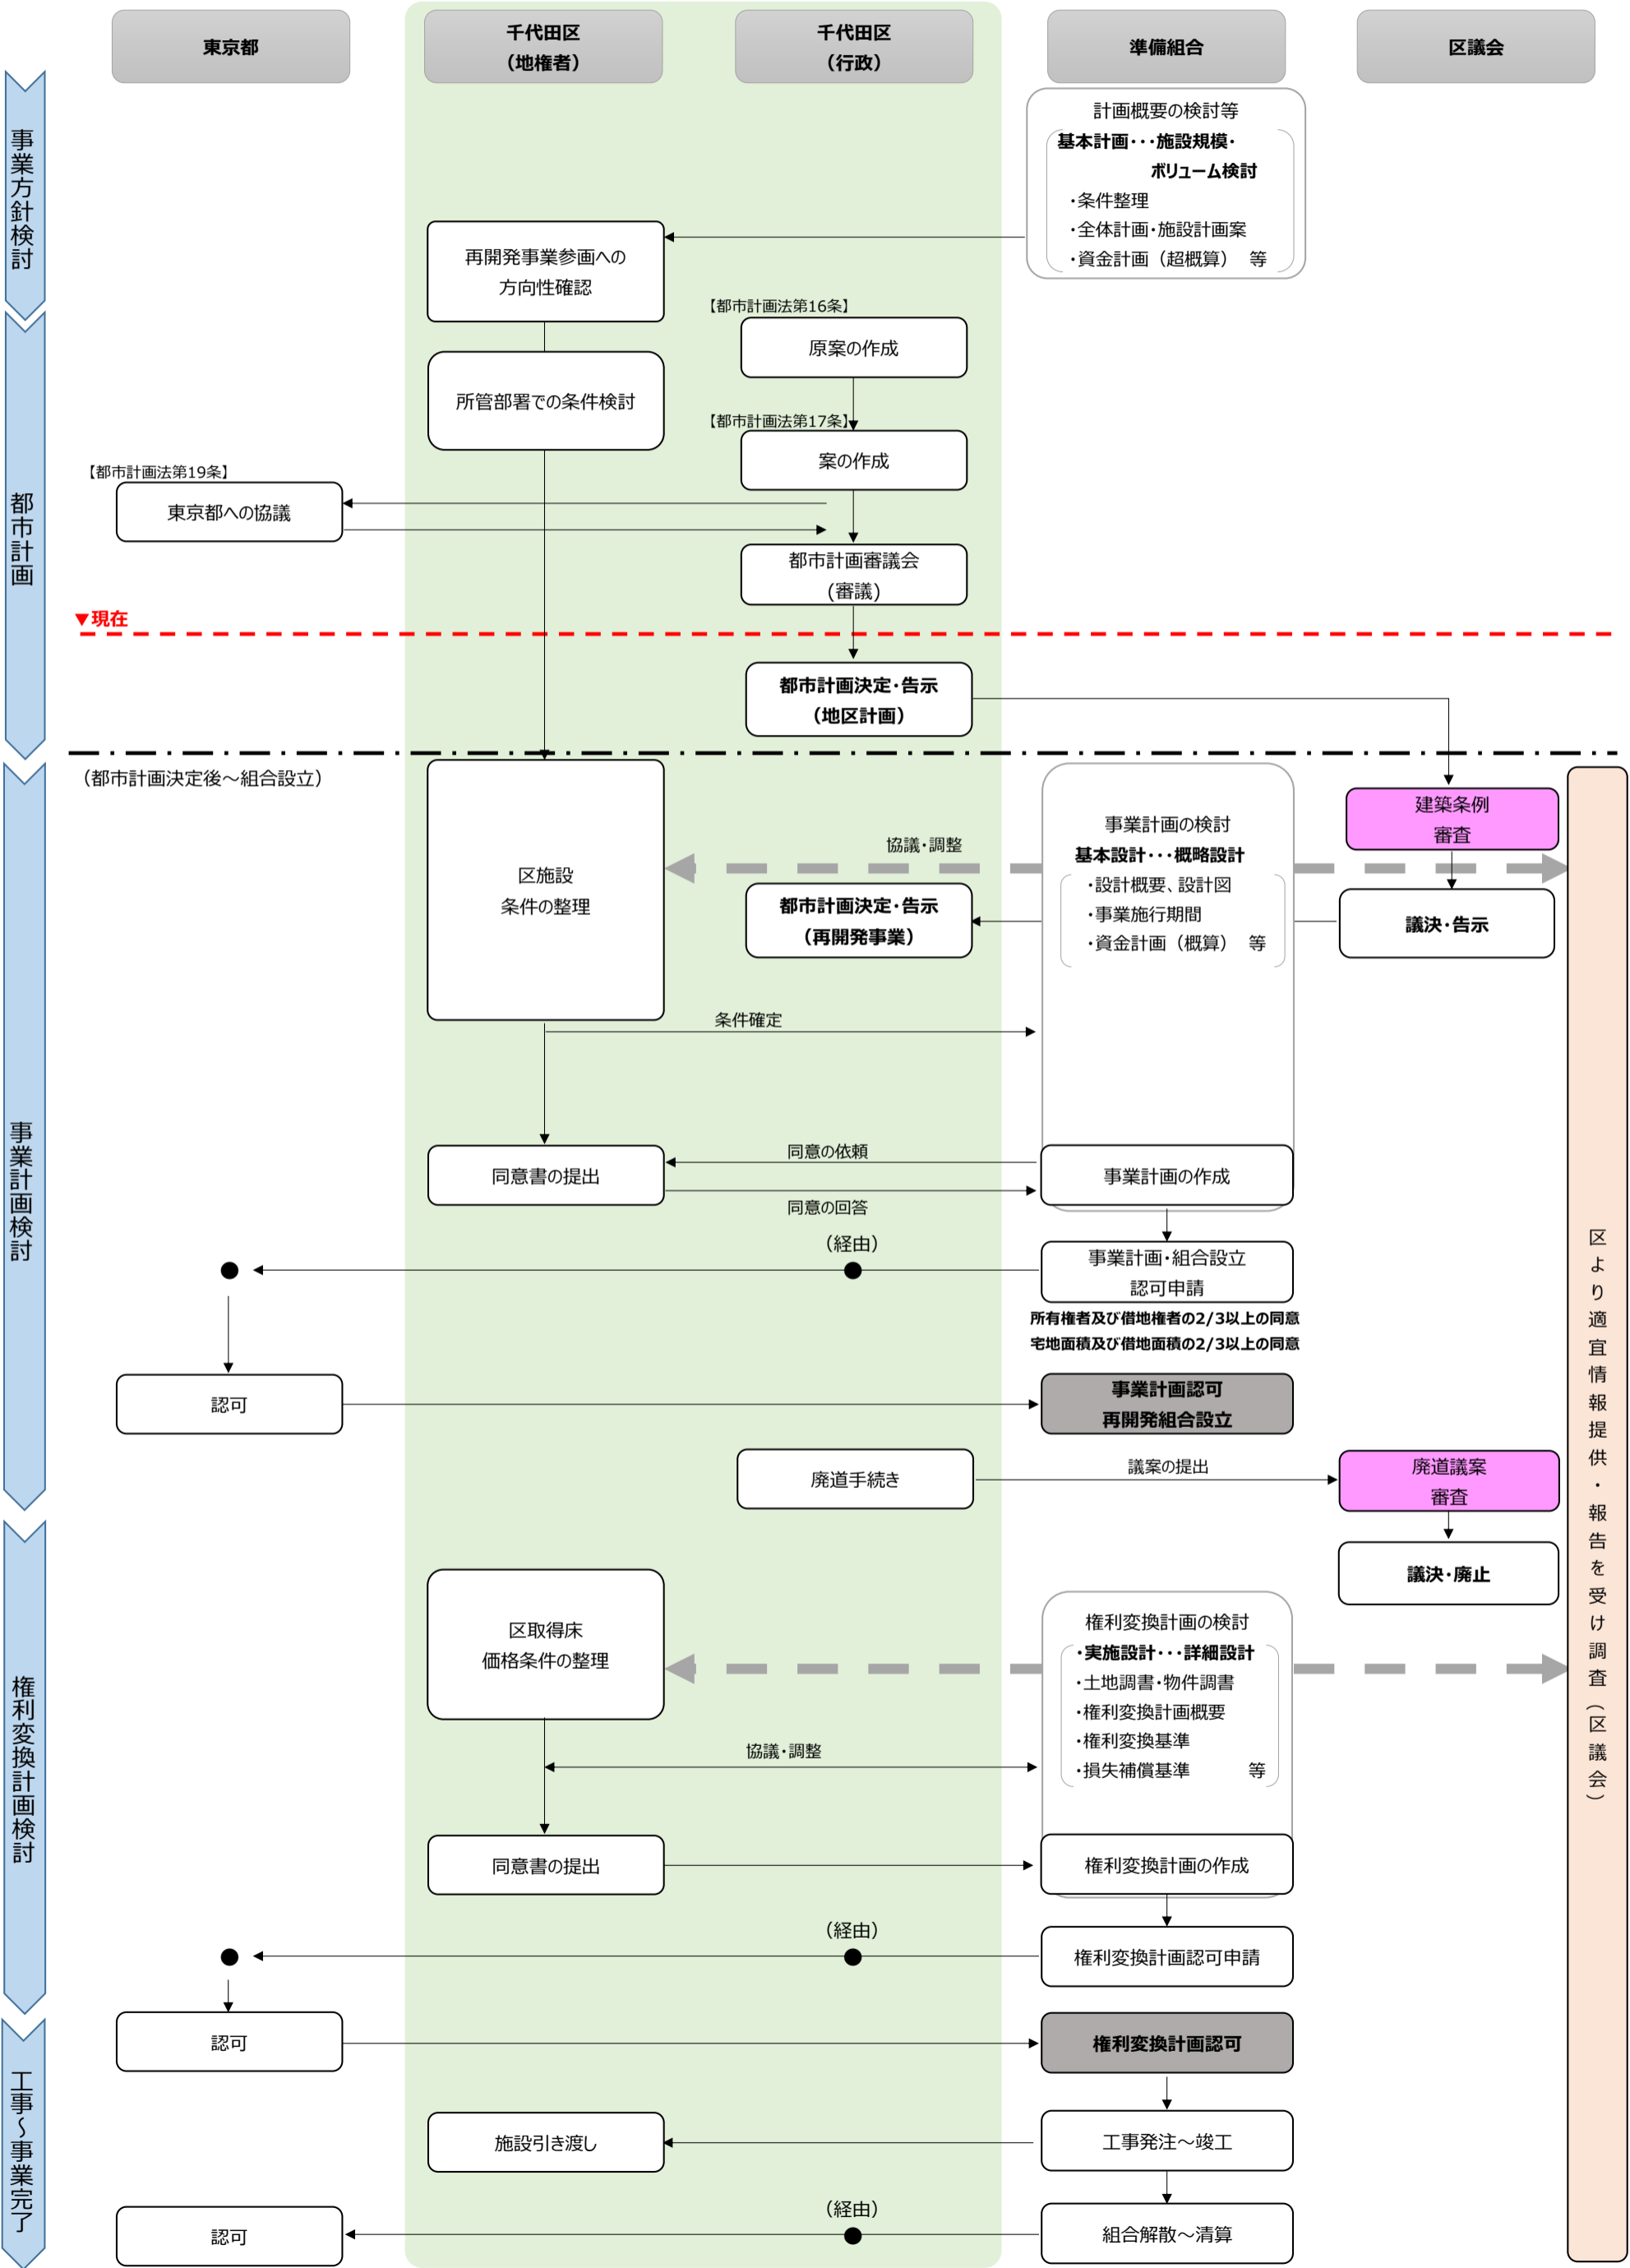 東京都
千代田区
（地権者）
千代田区
（行政）
準備組合
区議会
事業方針検討
計画概要の検討等
基本計画･･･施設規模･
ボリューム検討
･条件整理
･全体計画･施設計画案
･資金計画（超概算）　等
再開発事業参画への
方向性確認
都市計画
【都市計画法第16条】
原案の作成
所管部署での条件検討
【都市計画法第17条】
案の作成
【都市計画法第19条】
東京都への協議
都市計画審議会
（審議）
▼現在
都市計画決定･告示
（地区計画）
（都市計画決定後～組合設立）
事業計画検討
区施設
条件の整理
協議･調整
都市計画決定･告示
（再開発事業）
事業計画の検討
基本設計･･･概略設計
･設計概要、設計図
･事業施行期間
･資金計画（概算）　等
建築条例
審査
議決･告示
条件確定
同意書の提出
同意の依頼
同意の回答
事業計画の作成
（経由）
●
●
事業計画･組合設立
認可申請
所有権者及び借地権者の2/3以上の同意
宅地面積及び借地面積の2/3以上の同意
認可
事業計画認可
再開発組合設立
廃道手続き
議案の提出
廃道議案
審査
議決･廃止
区より適宜情報提供・報告を受け調査（区議会）
権利変換計画検討
区取得床
価格条件の整理
権利変換計画の検討
･実施設計･･･詳細設計
･土地調書･物件調書
･権利変換計画概要
･権利変換基準
･損失補償基準　　　等
協議･調整
同意書の提出
権利変換計画の作成
（経由）
●
●
権利変換計画認可申請
認可
権利変換計画認可
工事～事業完了
施設引き渡し
工事発注～竣工
（経由）
認可
●
組合解散～清算